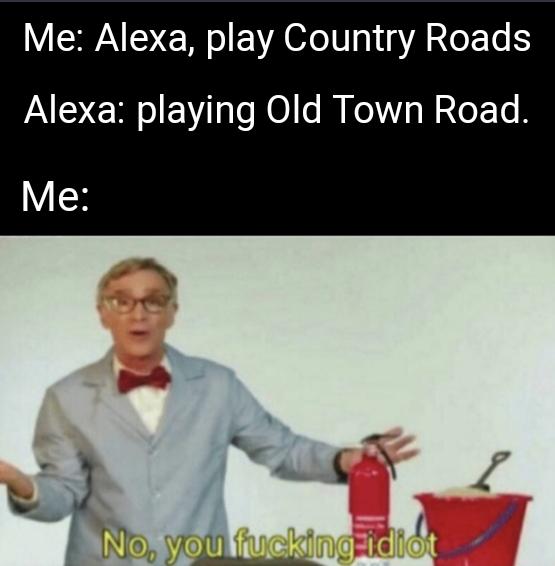 Me: Alexa, play Country Roads
Alexa: playing Old Town Road.
Me:
No, you fucking idiot